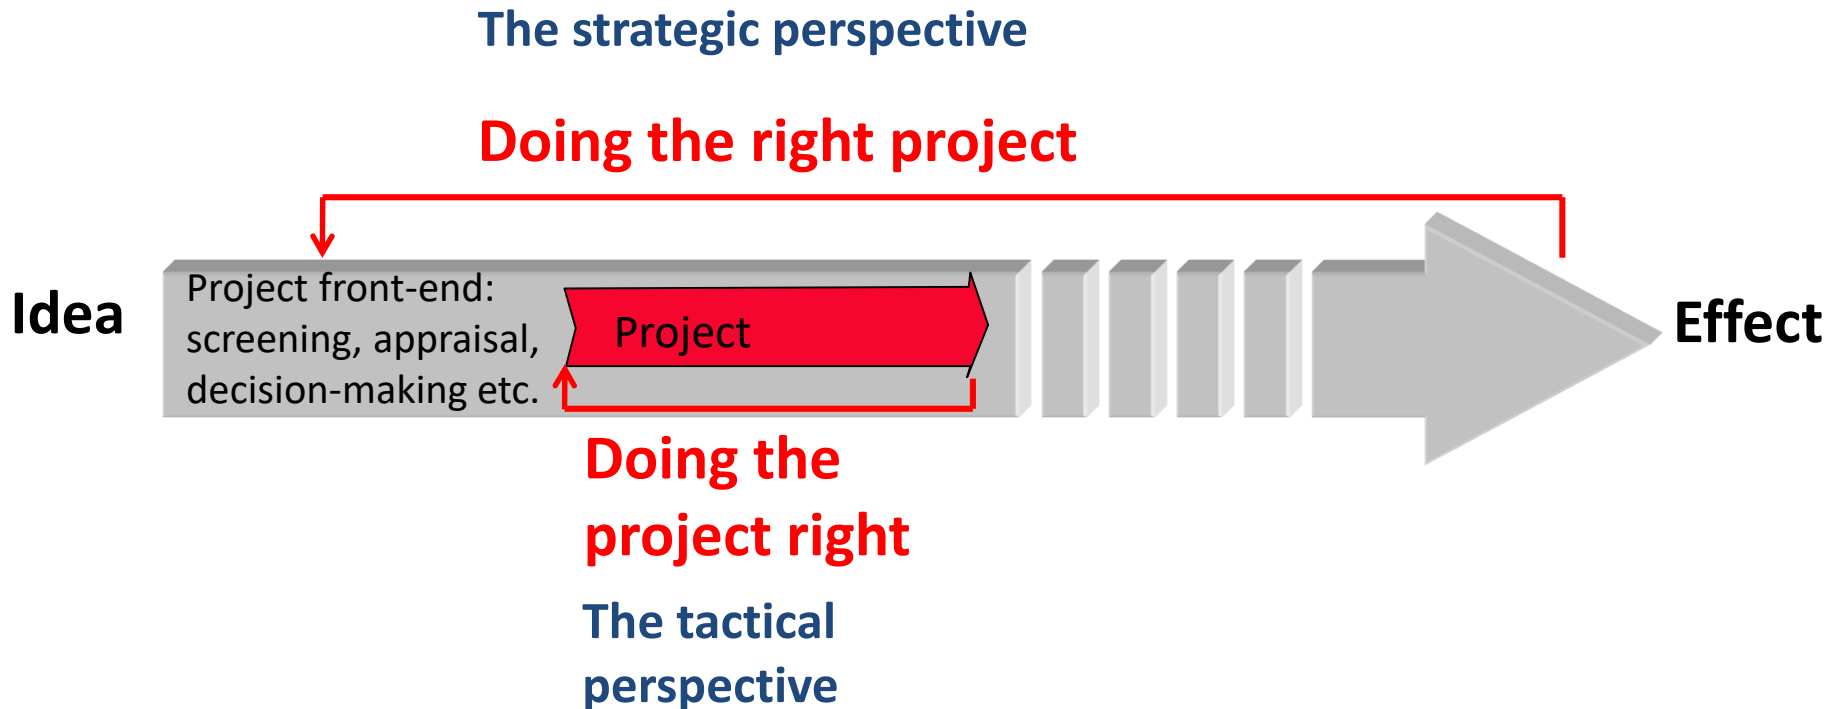 The strategic perspective
Doing the right project
Idea
Project front-end:
screening, appraisal,
decision-making etc.
Project
Effect
Doing the
project right
The tactical
perspective